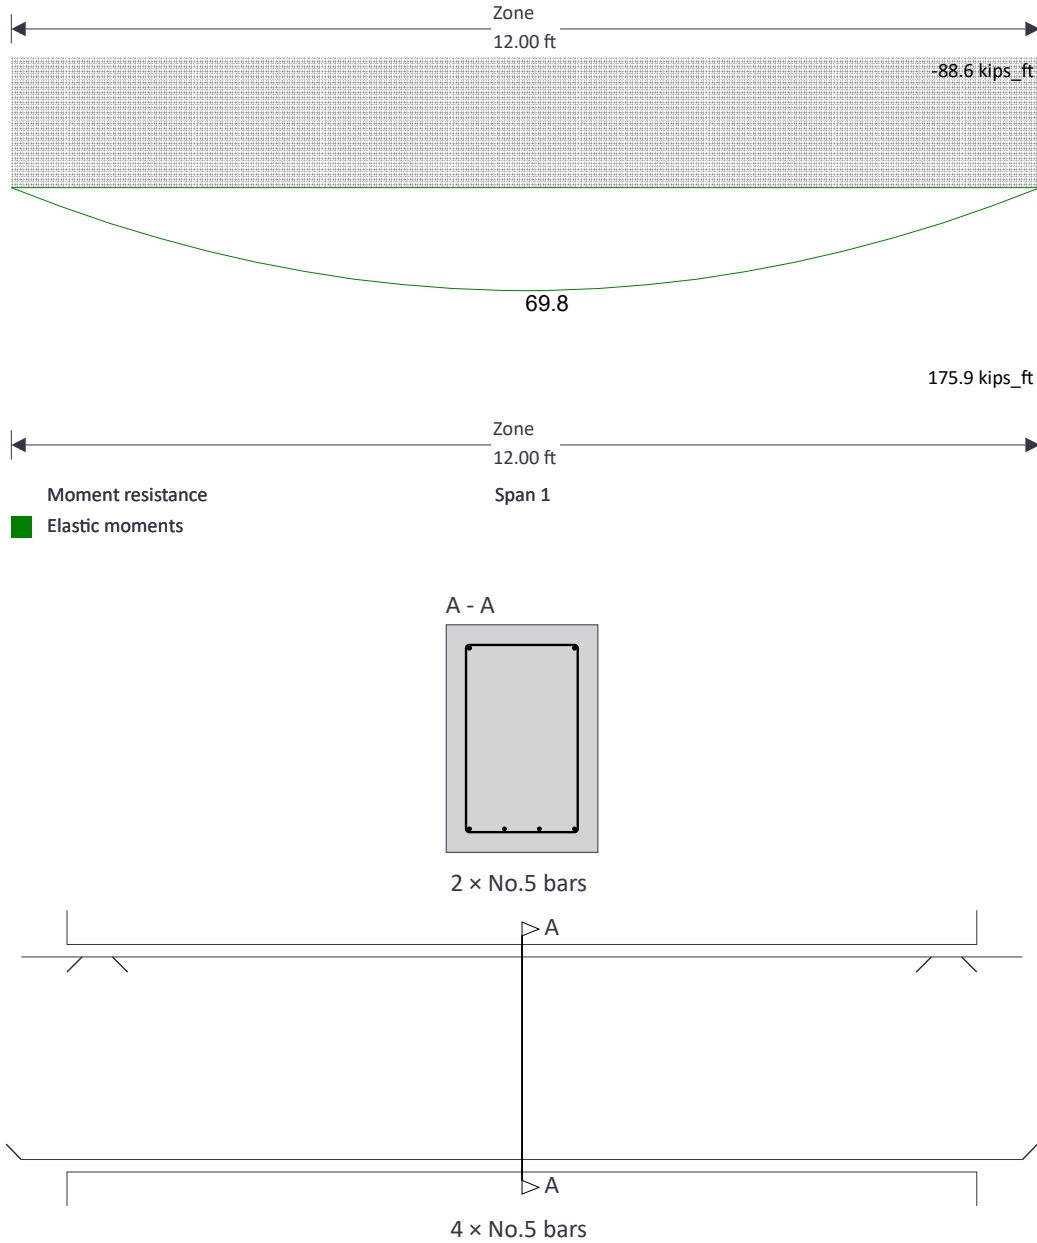 Zone
12.00 ft
-88.6 kips_ft
69.8
175.9 kips_ft
Zone
12.00 ft
Moment resistance
Span 1
Elastic moments
A - A
2 × No.5 bars
A
A
4 × No.5 bars